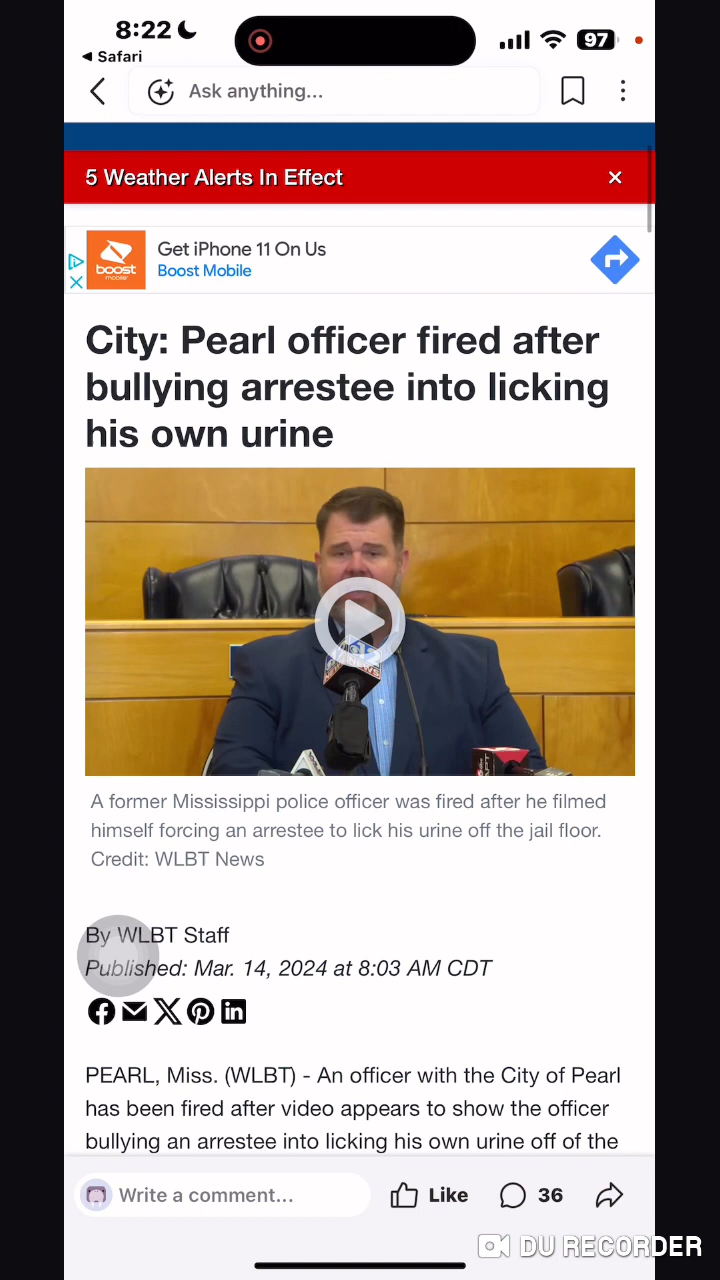 8:22
97
Safari
Ask anything...
5 Weather Alerts In Effect
Get iPhone 11 On Us
boost
mobile
Boost Mobile
City: Pearl officer fired after
bullying arrestee into licking
his own urine
A former Mississippi police officer was fired after he filmed
himself forcing an arrestee to lick his urine off the jail floor.
Credit: WLBT News
By WLBT Staff
Published: Mar. 14, 2024 at 8:03 AM CDT
PEARL, Miss. (WLBT) - An officer with the City of Pearl
has been fired after video appears to show the officer
bullying an arrestee into licking his own urine off of the
Write a comment...
Like
36
DU RECORDER